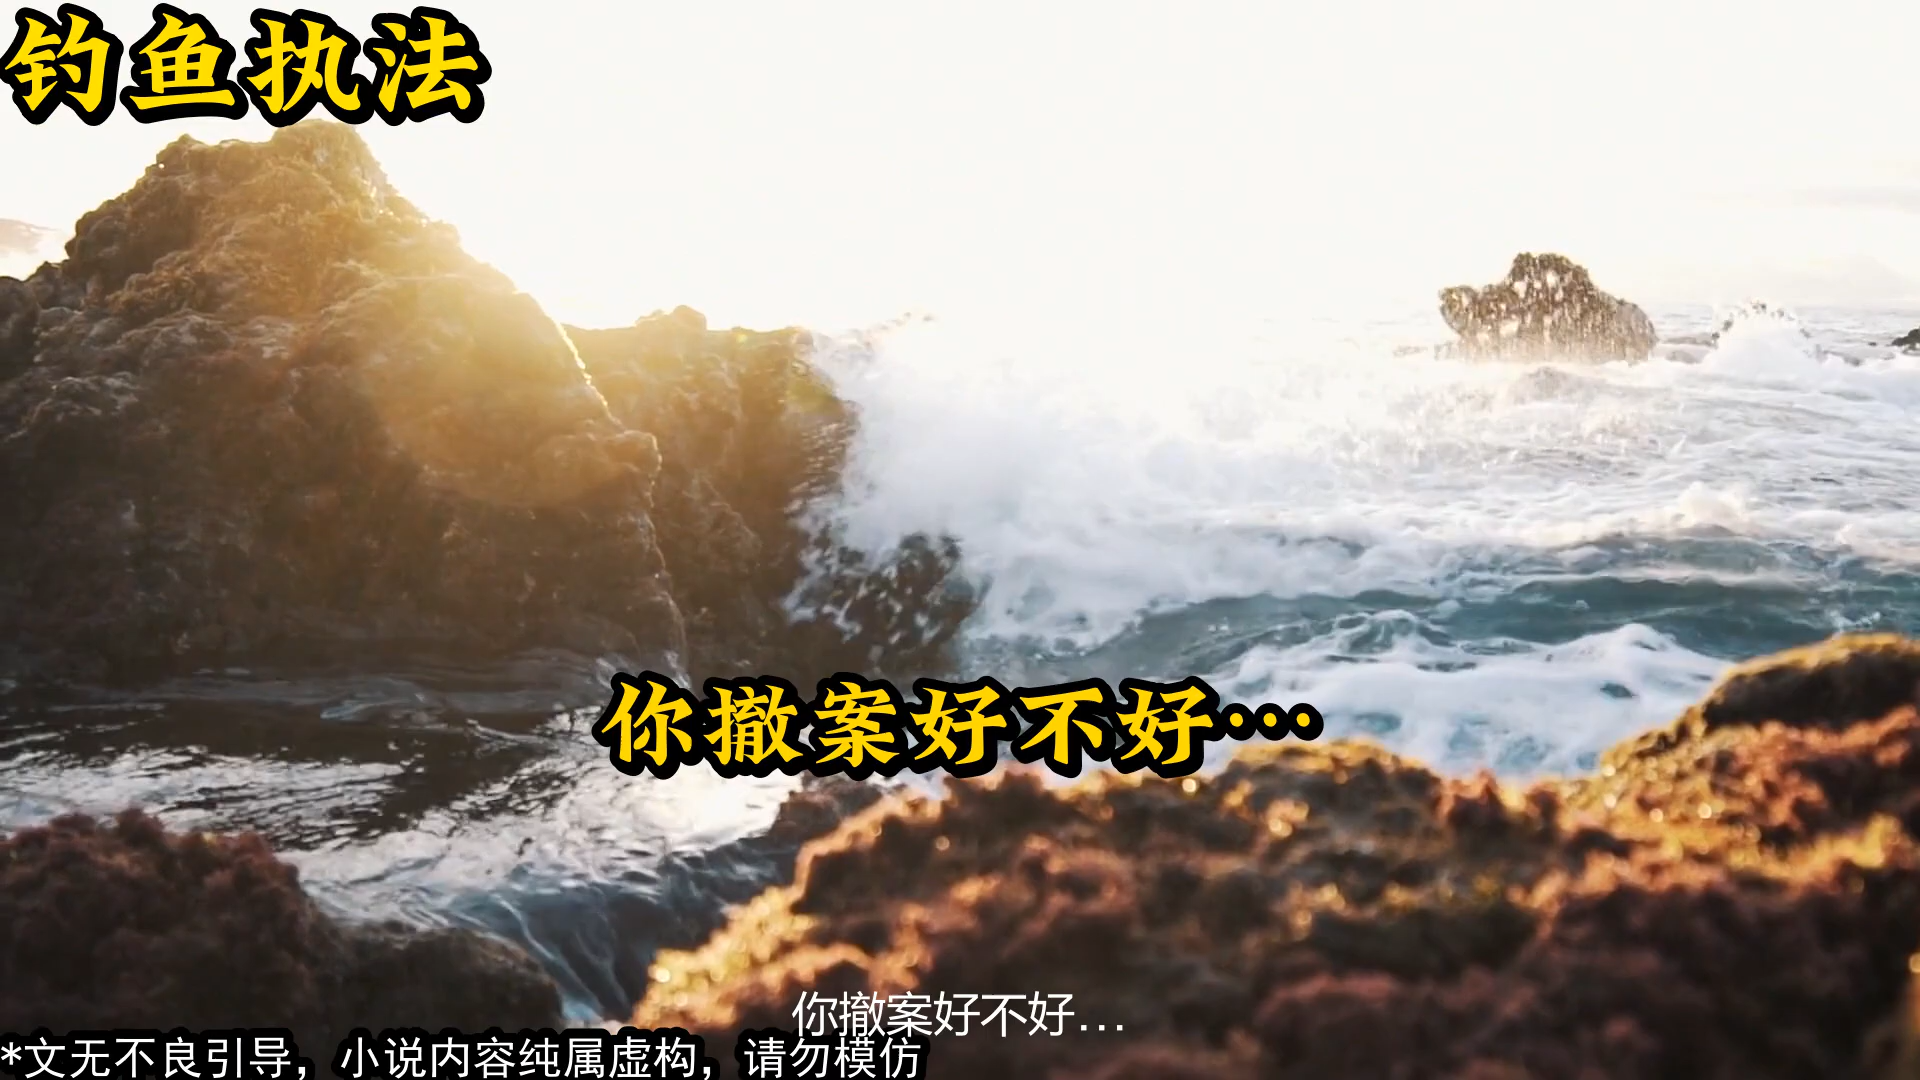 钓鱼执法
你撤案好不好…
你撤案好不好…
*文无不良引导，小说内容纯属虚构，请勿模仿